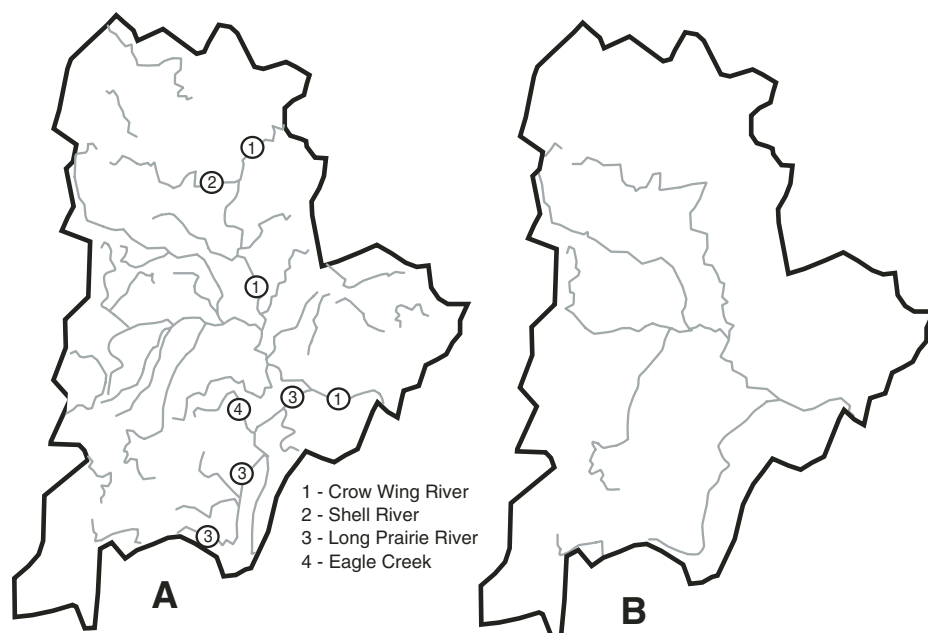 1
2
1
3
1
4
3
3
1 - Crow Wing River
2 - Shell River
3 - Long Prairie River
4 - Eagle Creek
A
B